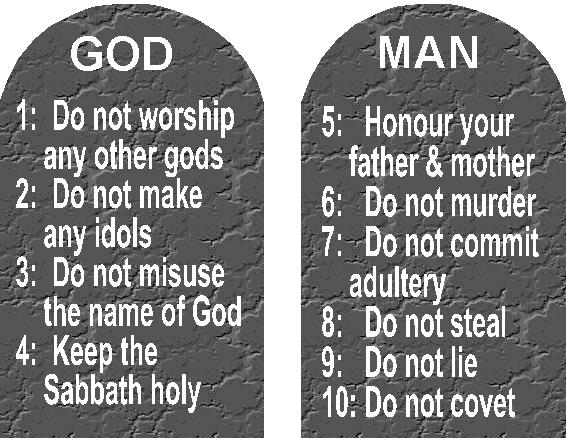 GOD
1: Do not worship
any other gods
2: Do not make
any idols
3: Do not misuse
the name of God
4: Keep the
Sabbath holy
MAN
5: Honour your
father & mother
6: Do not murder
7: Do not commit
adultery
8: Do not steal
9: Do not lie
10: Do not covet